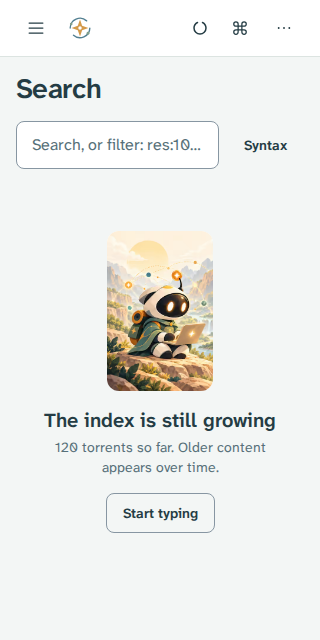 Search
Search, or filter: res:10...
Syntax
The index is still growing
120 torrents so far. Older content
appears over time.
Start typing